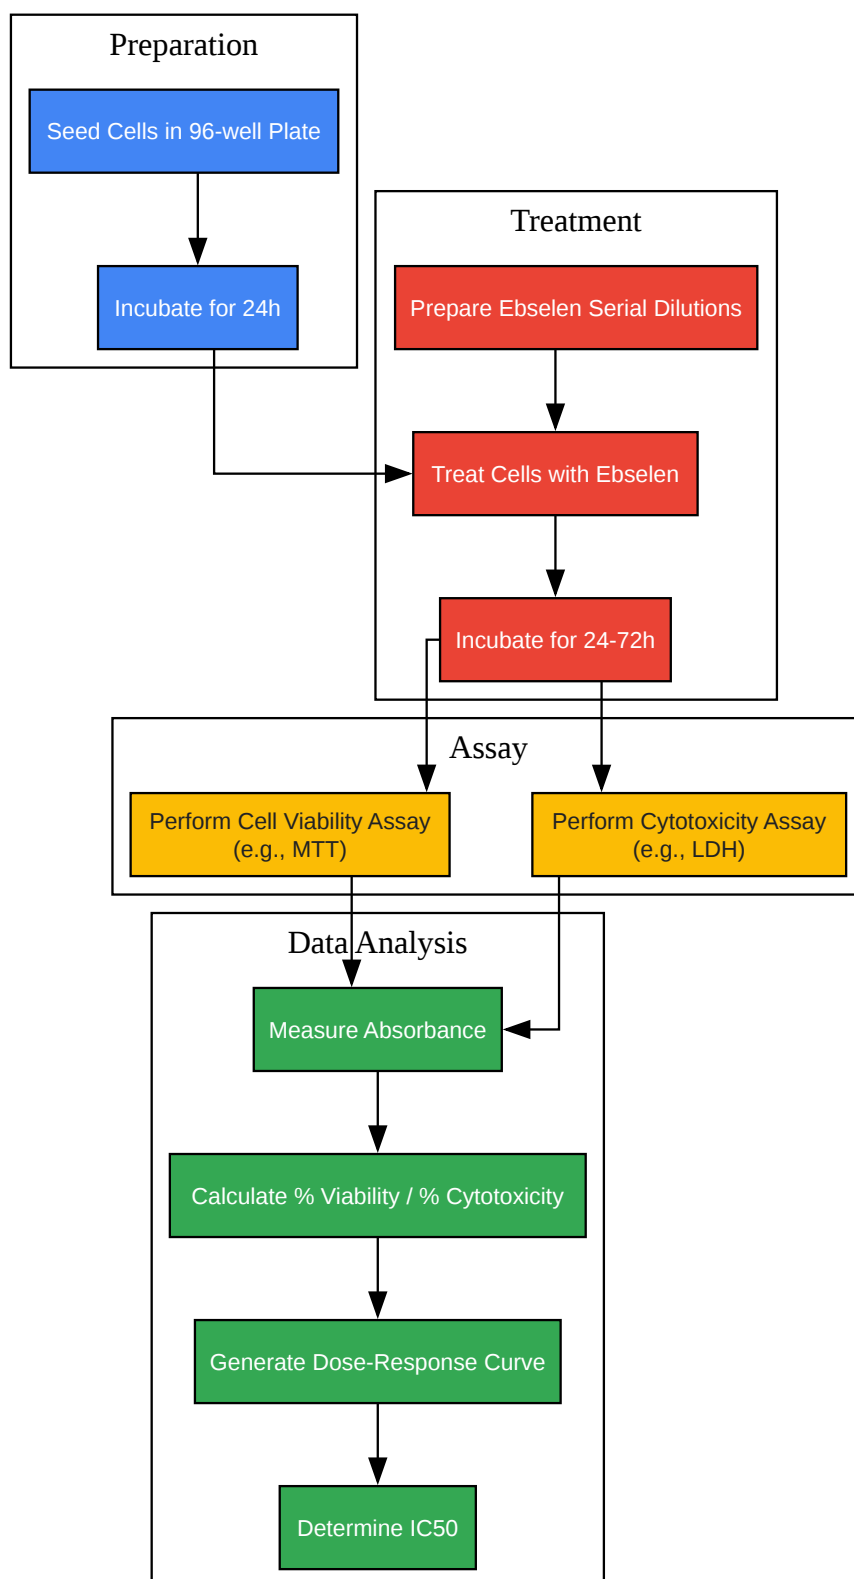 Preparation
Seed Cells in 96-well Plate
Incubate for 24h
Treatment
Prepare Ebselen Serial Dilutions
Treat Cells with Ebselen
Incubate for 24-72h
Assay
Perform Cell Viability Assay
(e.g., MTT)
Perform Cytotoxicity Assay
(e.g., LDH)
Data Analysis
Measure Absorbance
Calculate % Viability / % Cytotoxicity
Generate Dose-Response Curve
Determine IC50